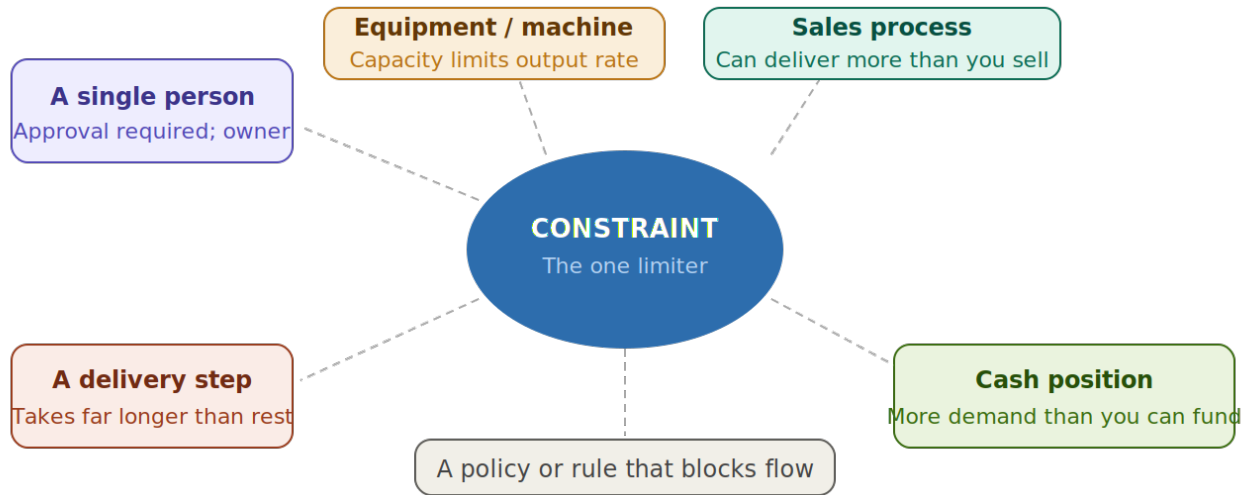 Equipment / machine
Capacity limits output rate
Sales process
Can deliver more than you sell
A single person
Approval required; owner
CONSTRAINT
The one limiter
A delivery step
Takes far longer than rest
Cash position
More demand than you can fund
A policy or rule that blocks flow